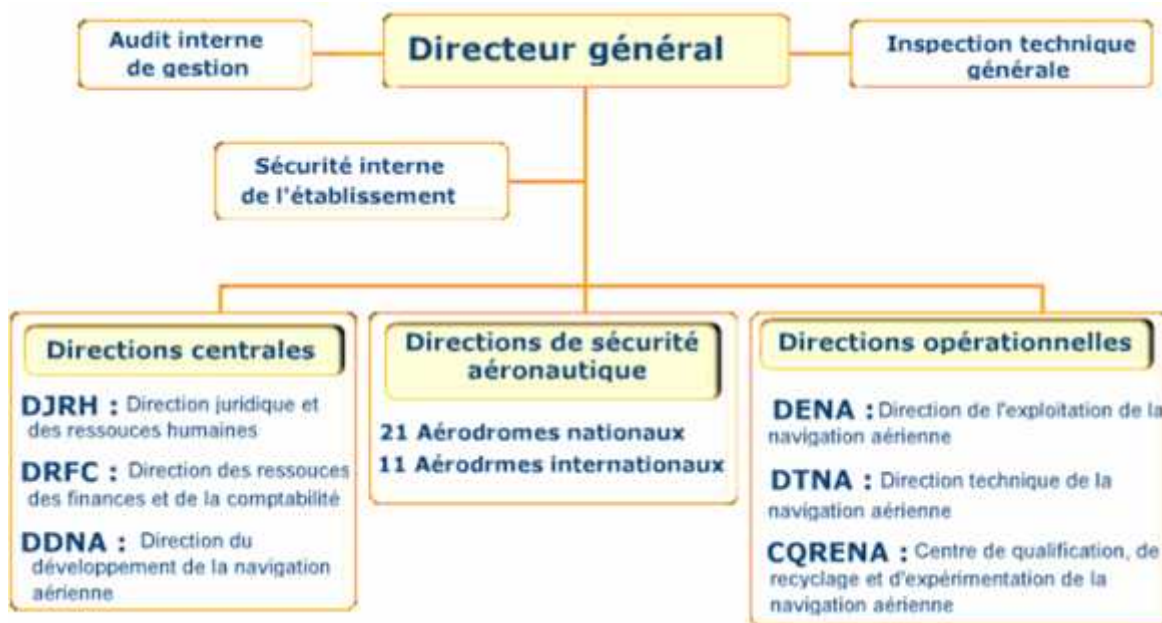 Audit interne
de gestion
Directeur général
Inspection technique
générale
Sécurité interne
de l'établissement
Directions centrales
DJRH : Direction juridique et
des ressouces humaines
DRFC : Direction des ressouces
des finances et de la comptabilité
DDNA : Direction du
développement de la navigation
aérienne
Directions de sécurité
aéronautique
21 Aérodromes nationaux
11 Aérodrmes internationaux
Directions opérationnelles
DENA : Direction de l'exploitation de la
navigation aérienne
DTNA : Direction technique de la
navigation aérienne
CQRENA : Centre de qualification, de
recyclage et d'expérimentation de la
navigation aérienne